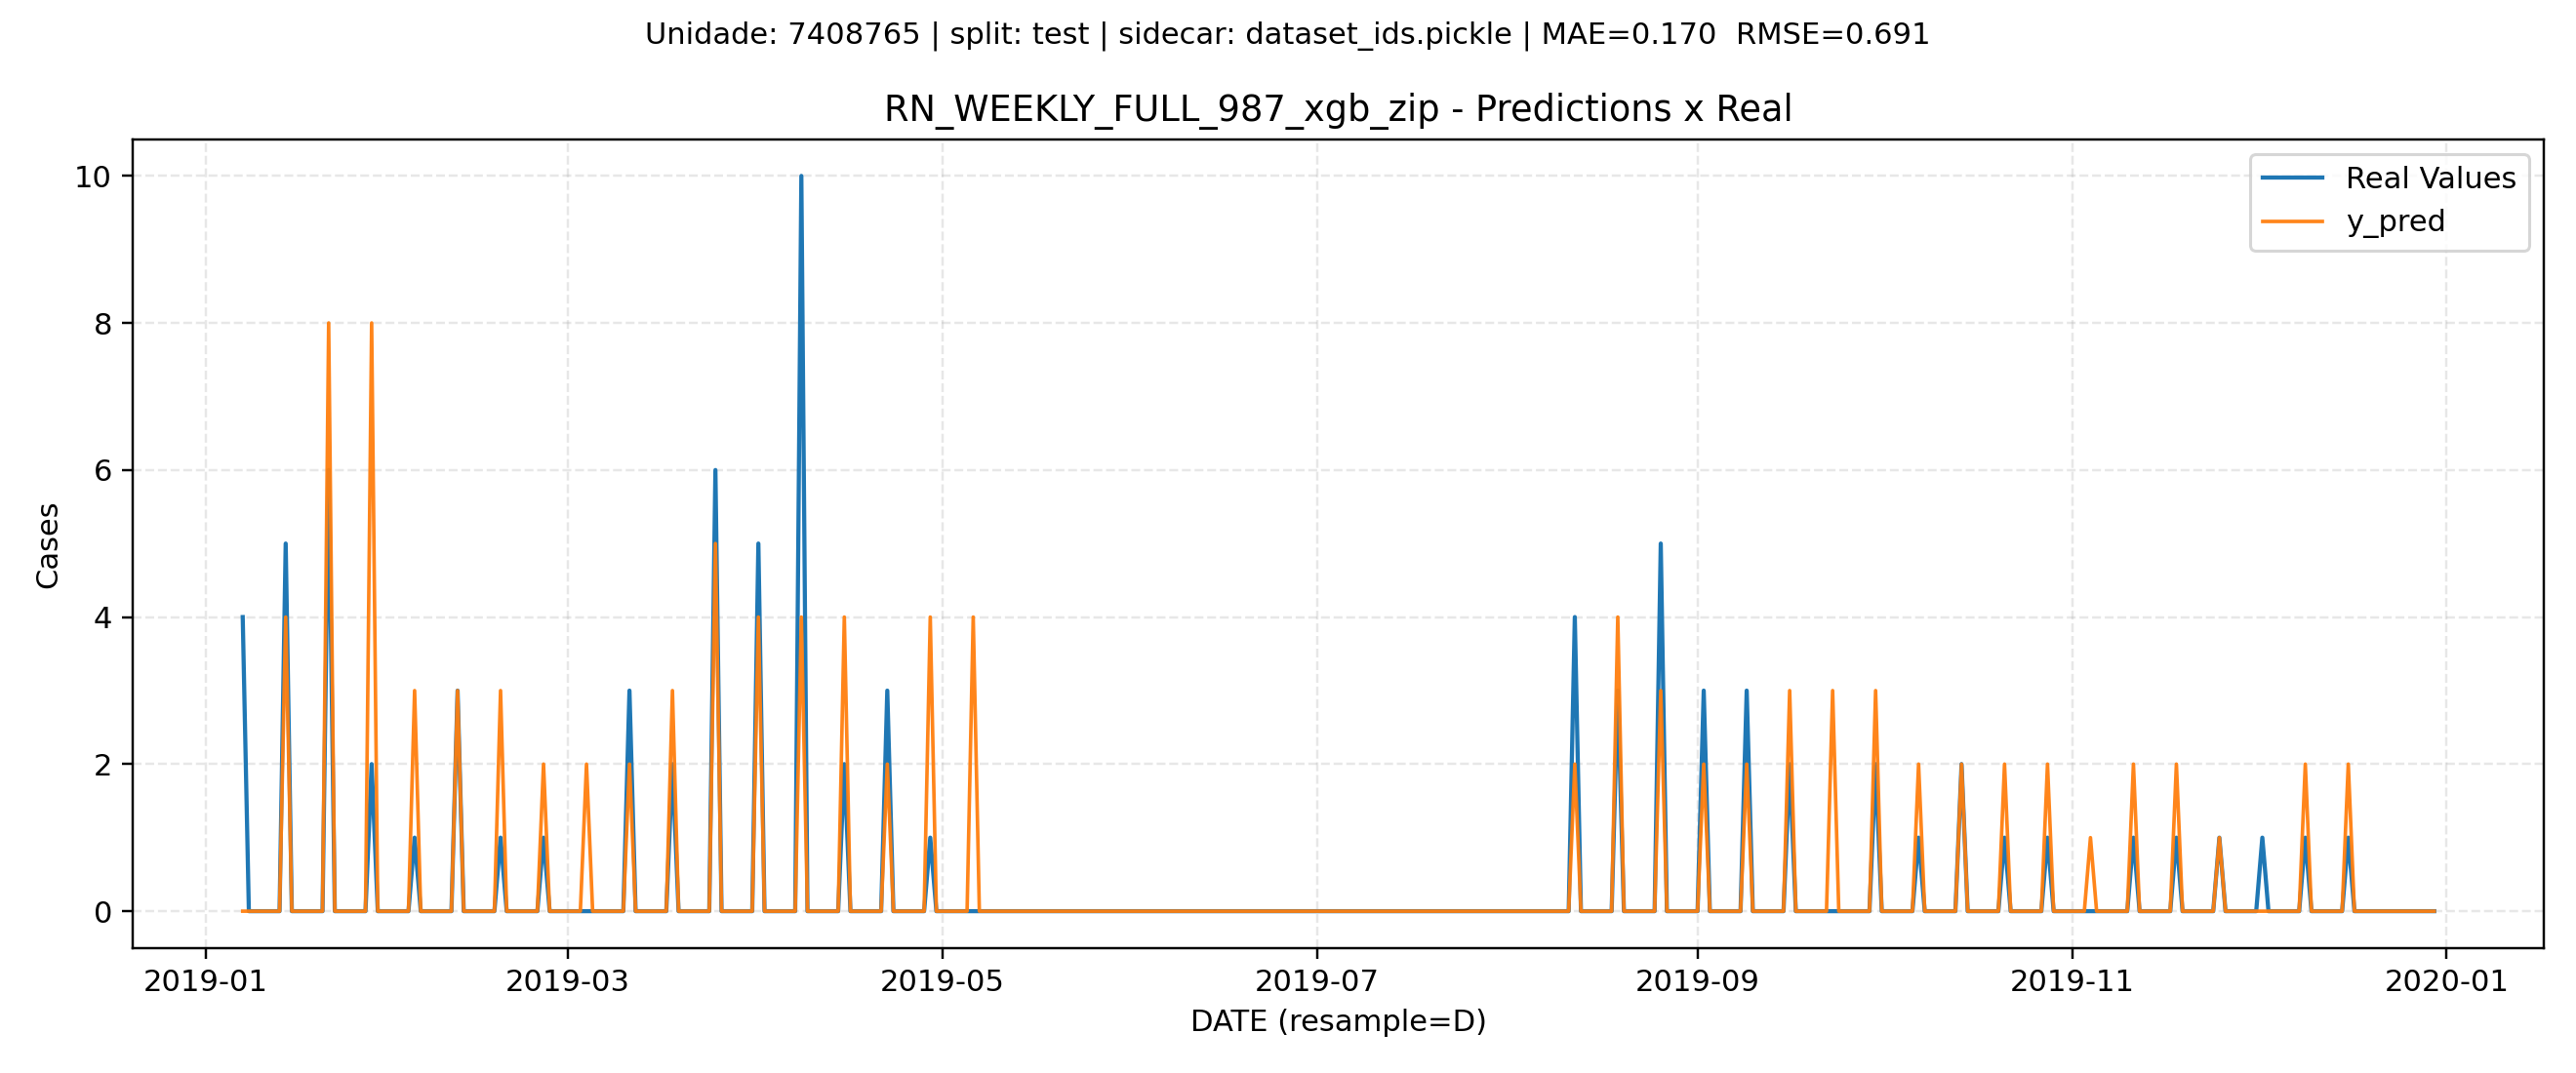 Unidade: 7408765 | split: test | sidecar: dataset_ids.pickle | MAE=0.170  RMSE=0.691
RN_WEEKLY_FULL_987_xgb_zip - Predictions x Real
Real Values
y_pred
Cases
10
8
6
4
2
0
2019-01
2019-03
2019-05
2019-07
2019-09
2019-11
2020-01
DATE (resample=D)